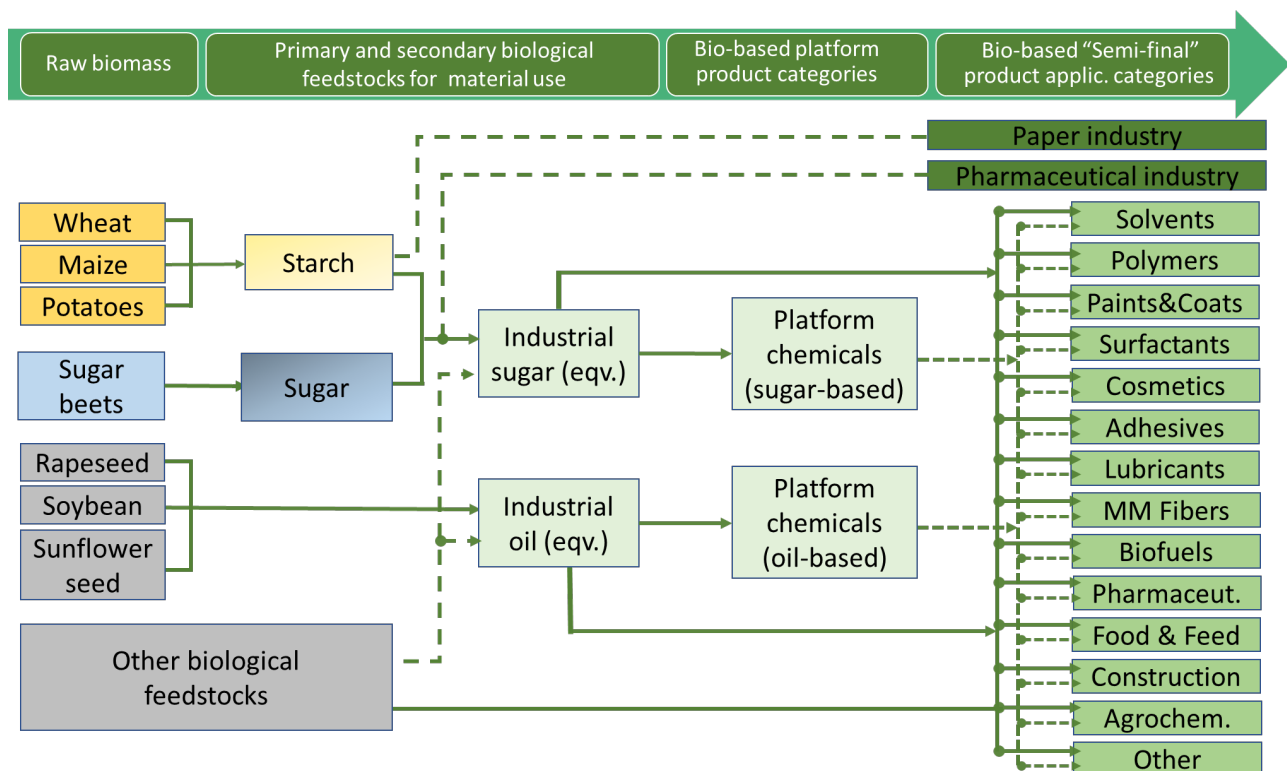 Raw biomass
Primary and secondary biological
feedstocks for material use
Bio-based platform
product categories
Bio-based “Semi-final”
product applic. categories
Paper industry
Pharmaceutical industry
Wheat
Maize
Potatoes
Starch
Sugar
beets
Sugar
Rapeseed
Soybean
Sunflower
seed
Other biological
feedstocks
Industrial
sugar (eqv.)
Industrial
oil (eqv.)
Platform
chemicals
(sugar-based)
Platform
chemicals
(oil-based)
Solvents
Polymers
Paints&Coats
Surfactants
Cosmetics
Adhesives
Lubricants
MM Fibers
Biofuels
Pharmaceut.
Food & Feed
Construction
Agrochem.
Other